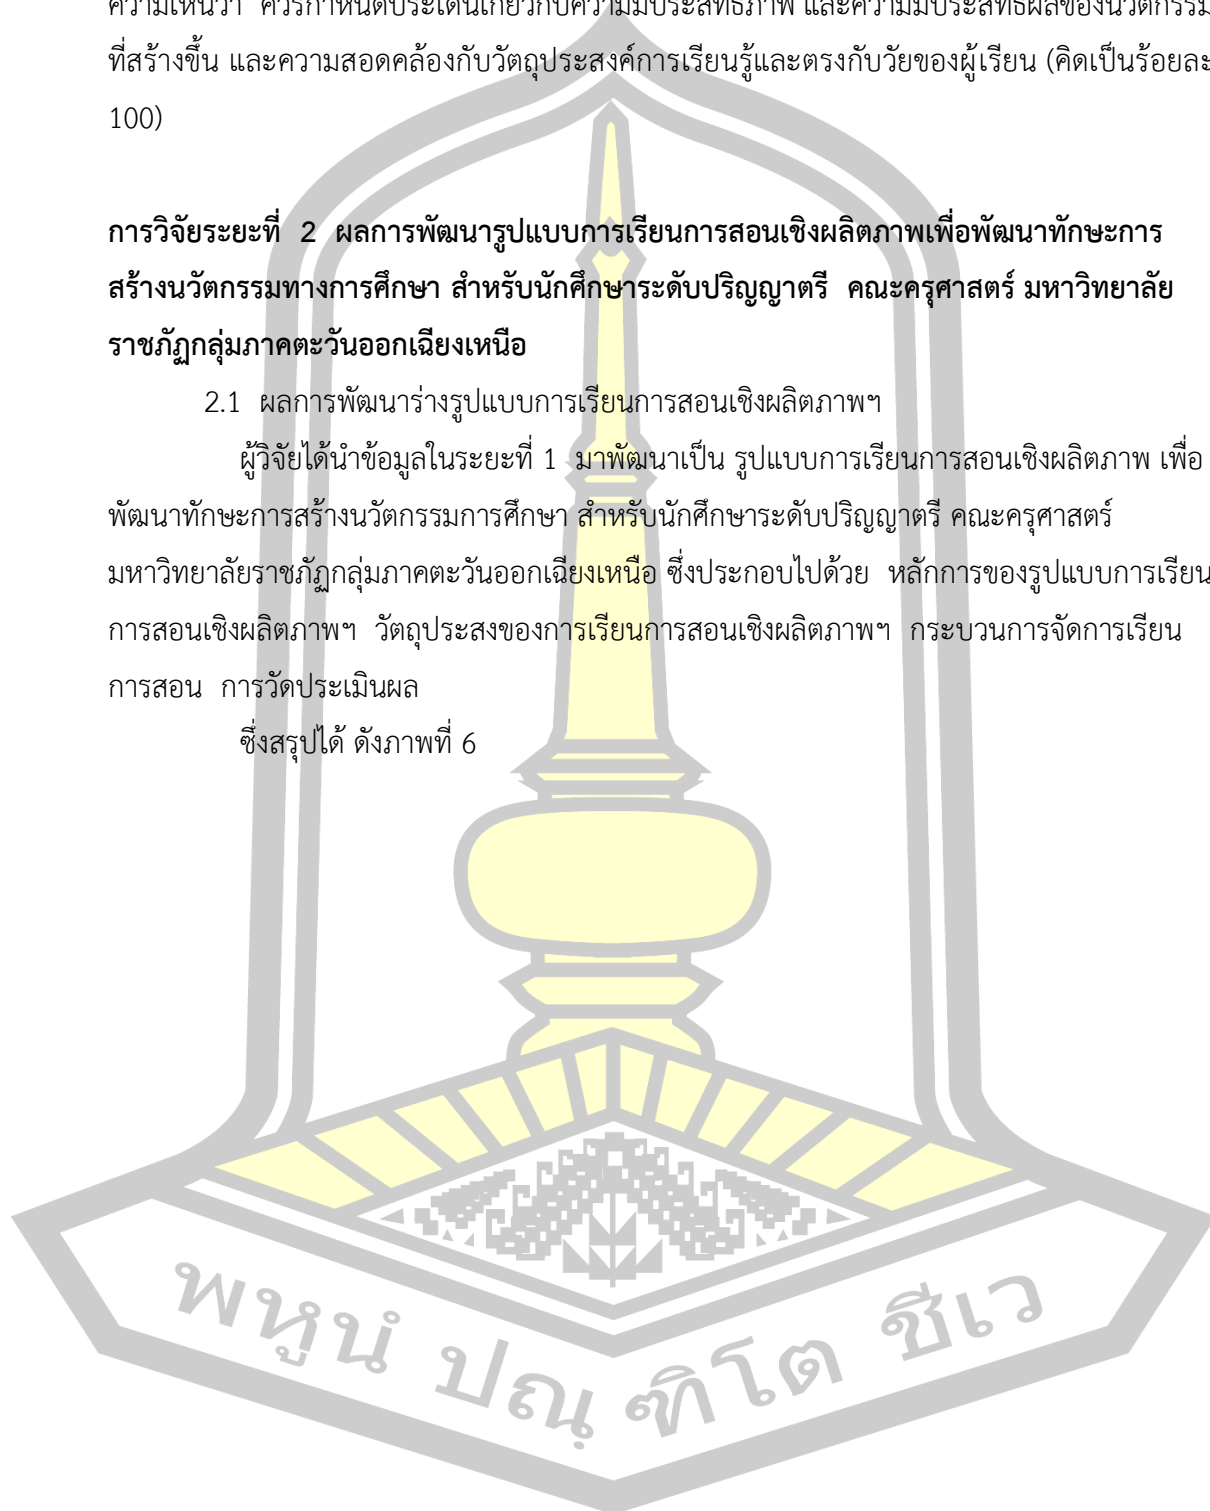 ความเห็นว่า ควรกำหนดประเด็นเกี่ยวกับความมีประสิทธิภาพ และความมีประสิทธิผลของนวัตกรรม
ที่สร้างขึ้น และความสอดคล้องกับวัตถุประสงค์การเรียนรู้และตรงกับวัยของผู้เรียน (คิดเป็นร้อยละ
100)
การวิจัยระยะที่ 2 ผลการพัฒนารูปแบบการเรียนการสอนเชิงผลิตภาพเพื่อพัฒนาทักษะการ
สร้างนวัตกรรมทางการศึกษา สำหรับนักศึกษาระดับปริญญาตรี คณะครุศาสตร์ มหาวิทยาลัย
ราชภัฏกลุ่มภาคตะวันออกเฉียงเหนือ
2.1 ผลการพัฒนาร่างรูปแบบการเรียนการสอนเชิงผลิตภาพฯ
ผู้วิจัยได้นำข้อมูลในระยะที่ 1 มาพัฒนาเป็น รูปแบบการเรียนการสอนเชิงผลิตภาพ เพื่อ
พัฒนาทักษะการสร้างนวัตกรรมการศึกษา สำหรับนักศึกษาระดับปริญญาตรี คณะครุศาสตร์
มหาวิทยาลัยราชภัฏกลุ่มภาคตะวันออกเฉียงเหนือ ซึ่งประกอบไปด้วย หลักการของรูปแบบการเรียน
การสอนเชิงผลิตภาพฯ วัตถุประสงของการเรียนการสอนเชิงผลิตภาพฯ กระบวนการจัดการเรียน
การสอน การวัดประเมินผล
ซึ่งสรุปได้ ดังภาพที่ 6
พหูนํ ปณฺฑิโต ชีเว